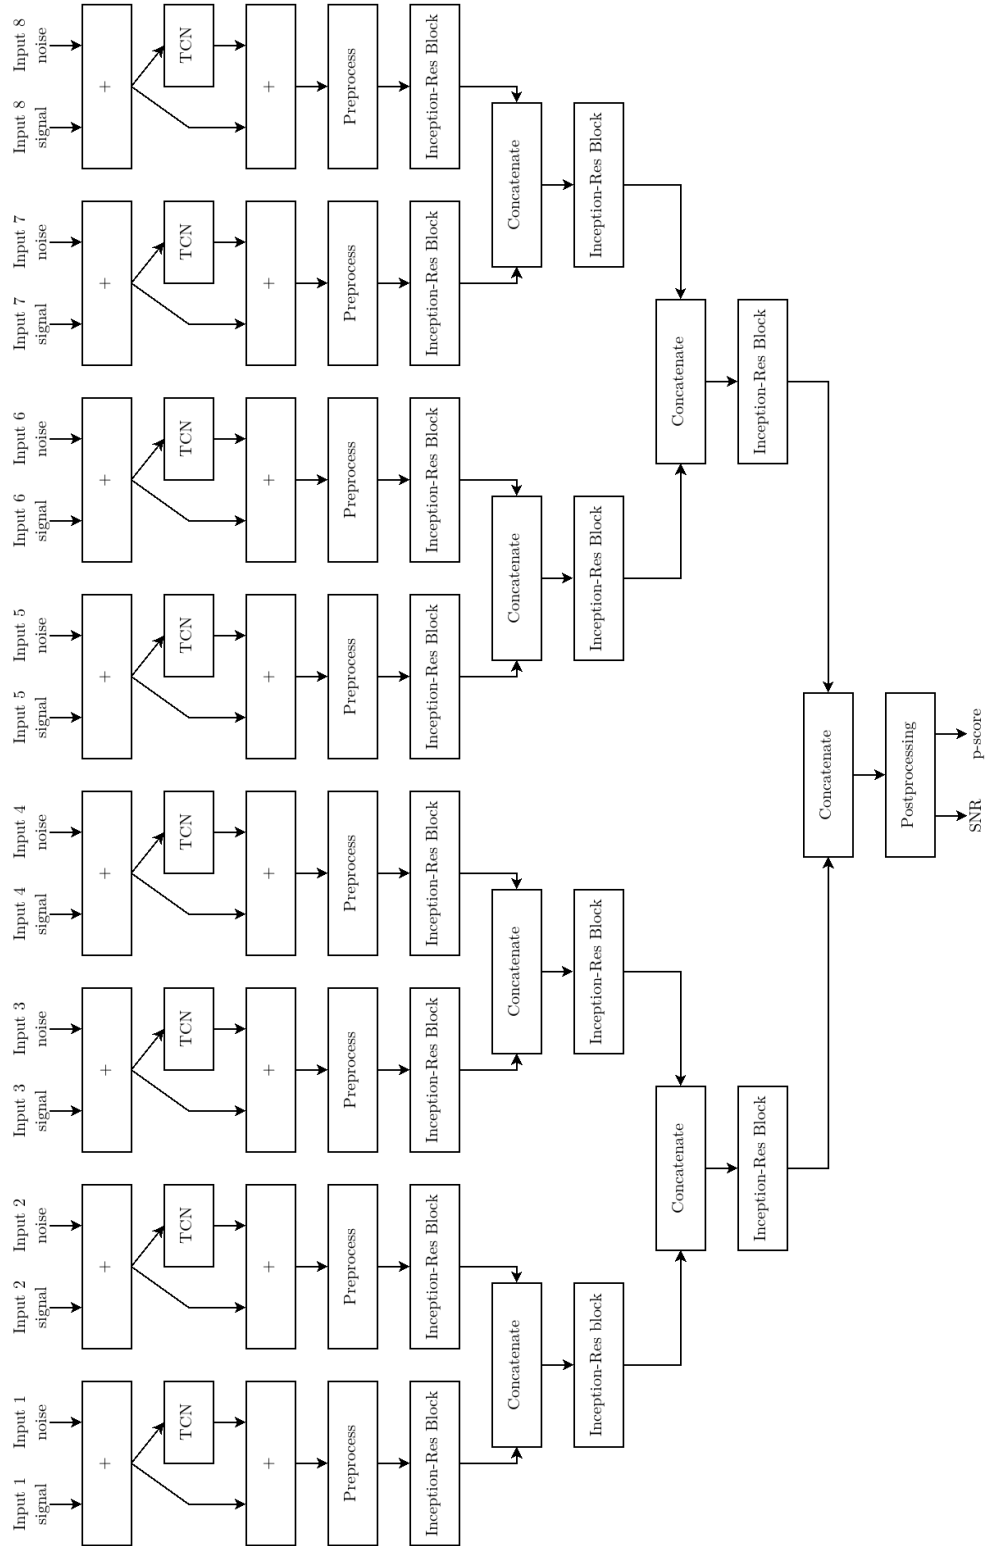 Input 1
signal
Input 1
noise
Input 2
signal
Input 2
noise
Input 3
signal
Input 3
noise
Input 4
signal
Input 4
noise
Input 5
signal
Input 5
noise
Input 6
signal
Input 6
noise
Input 7
signal
Input 7
noise
Input 8
signal
Input 8
noise
+
+
+
+
+
+
+
+
TCN
TCN
TCN
TCN
TCN
TCN
TCN
TCN
+
+
+
+
+
+
+
+
Preprocess
Preprocess
Preprocess
Preprocess
Preprocess
Preprocess
Preprocess
Preprocess
Inception-Res Block
Inception-Res Block
Inception-Res Block
Inception-Res Block
Inception-Res Block
Inception-Res Block
Inception-Res Block
Inception-Res Block
Concatenate
Concatenate
Concatenate
Concatenate
Inception-Res block
Inception-Res Block
Inception-Res Block
Inception-Res Block
Concatenate
Concatenate
Inception-Res Block
Inception-Res Block
Concatenate
Postprocessing
SNR
p-score